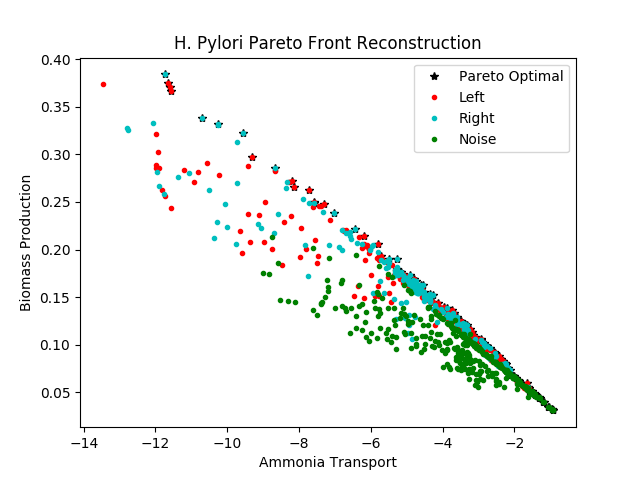 H. Pylori Pareto Front Reconstruction
Biomass Production
0.40
0.35
0.30
0.25
0.20
0.15
0.10
0.05
Pareto Optimal
Left
Right
Noise
−14 −12 −10 −8 −6 −4 −2
Ammonia Transport